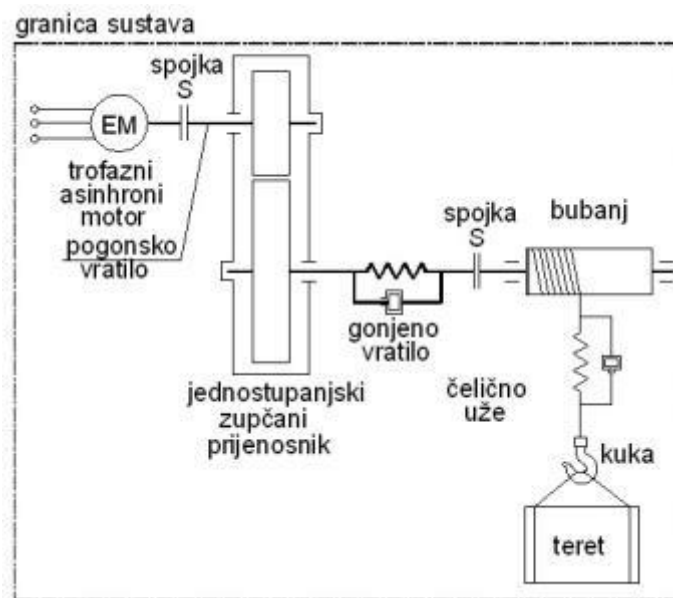 granica sustava
spojka
S
EM
trofazni
asinhroni
motor
pogonsko
vratilo
spojka
S
bubanj
gonjeno
vratilo
jednostupanjski
zupčani
prijenosnik
čelično
uže
kuka
teret